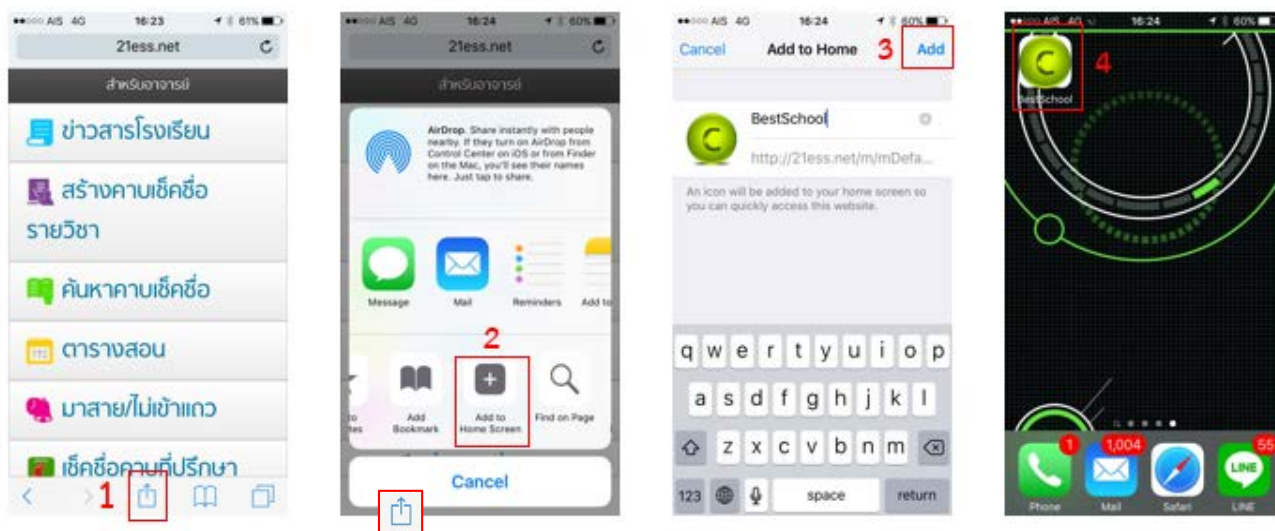 AIS 4G 16:23 61%
21ess.net
สำหรับอาจารย์
ข่าวสารโรงเรียน
สร้างคาบเช็คชื่อ
รายวิชา
ค้นหาคาบเช็คชื่อ
ตารางสอน
มาสาย/ไม่เข้าแถว
เช็คชื่อคาบที่ปรึกษา
1
AIS 4G 16:24 60%
21ess.net
สำหรับอาจารย์
AirDrop. Share instantly with people
nearby. If they turn on AirDrop from
Control Center on iOS or from Finder
on the Mac, you'll see their names
here. Just tap to share.
Message Mail Reminders Add to
2
Add
Bookmark
Add to
Home Screen
Find on Page
Cancel
AIS 4G 16:24 60%
Cancel Add to Home 3 Add
BestSchool
http://21ess.net/m/mDefa...
An icon will be added to your home screen so
you can quickly access this website.
q w e r t y u i o p
a s d f g h j k l
z x c v b n m
123 space return
AIS 4G 16:24 60%
C
4
BestSchool
1 1,004 55
LINE
Phone Mail Safari LINE